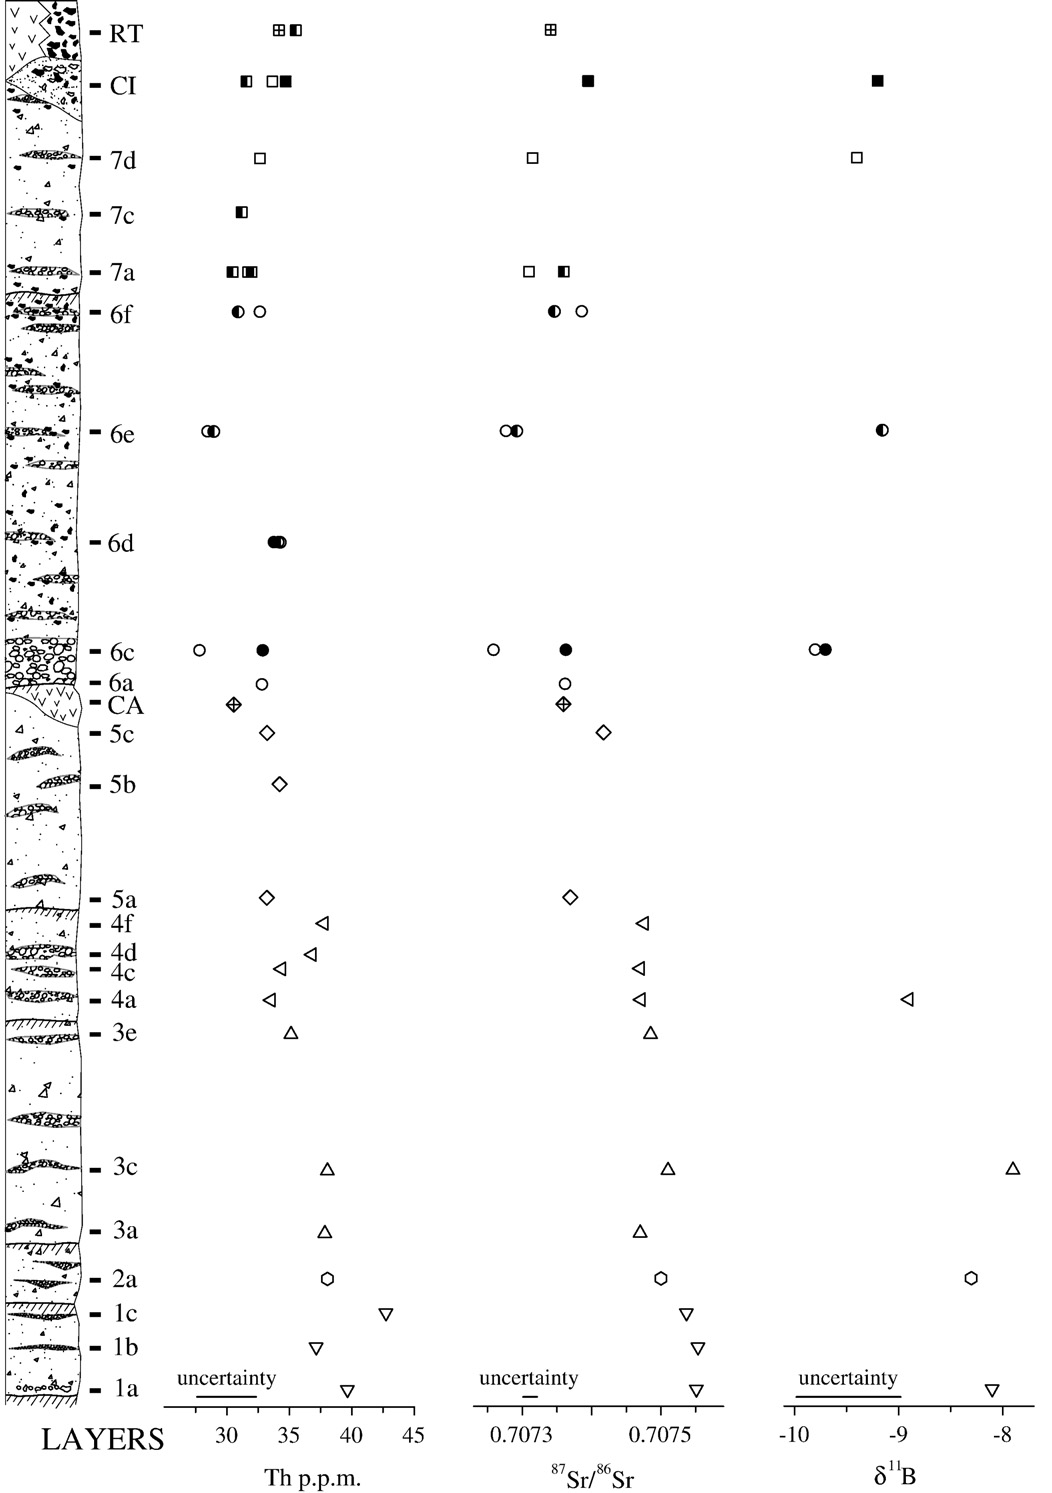 RT
CI
7d
7c
7a
6f
6e
6d
6c
6a
CA
5c
5b
5a
4f
4d
4c
4a
3e
3c
3a
2a
1c
1b
1a
uncertainty uncertainty uncertainty
LAYERS 30 35 40 45 0.7073 0.7075 -10 -9 -8
Th p.p.m. ⁸⁷Sr/⁸⁶Sr δ¹¹B